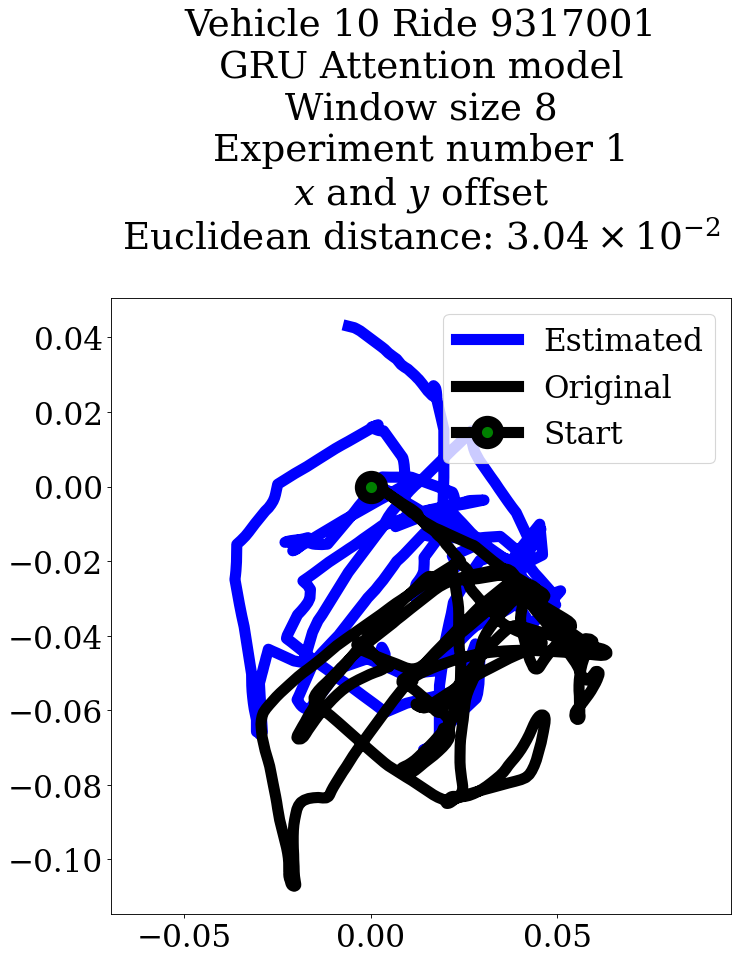 Vehicle 10 Ride 9317001
GRU Attention model
Window size 8
Experiment number 1
x and y offset
Euclidean distance: 3.04 × 10⁻²
Estimated
Original
Start
0.04
0.02
0.00
−0.02
−0.04
−0.06
−0.08
−0.10
−0.05
0.00
0.05